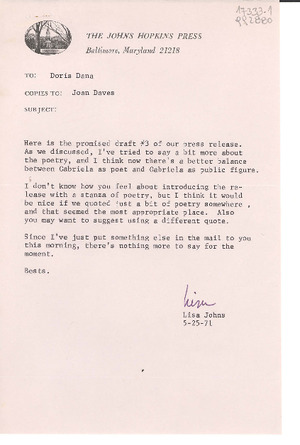 17333-1
THE JOHNS HOPKINS PRESS
Baltimore, Maryland 21218
TO: Doris Dana
COPIES TO: Joan Daves
SUBJECT:
Here is the promised draft #3 of our press release.
As we discussed, I've tried to say a bit more about
the poetry, and I think now there's a better balance
between Gabriela as poet and Gabriela as public figure.
I don't know how you feel about introducing the re-
lease with a stanza of poetry, but I think it would
be nice if we quoted just a bit of poetry somewhere ,
and that seemed the most appropriate place. Also
you may want to suggest using a different quote.
Since I've just put something else in the mail to you
this morning, there's nothing more to say for the
moment.
Bests.
Lisa
Lisa Johns
5-25-71